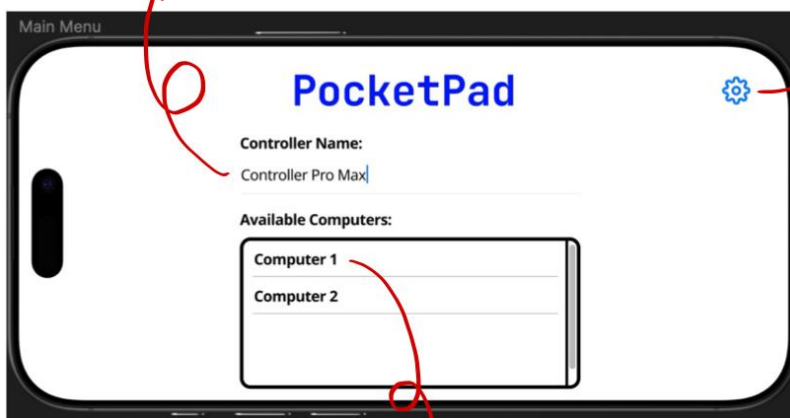 Main Menu
PocketPad
Controller Name:
Controller Pro Max
Available Computers:
Computer 1
Computer 2